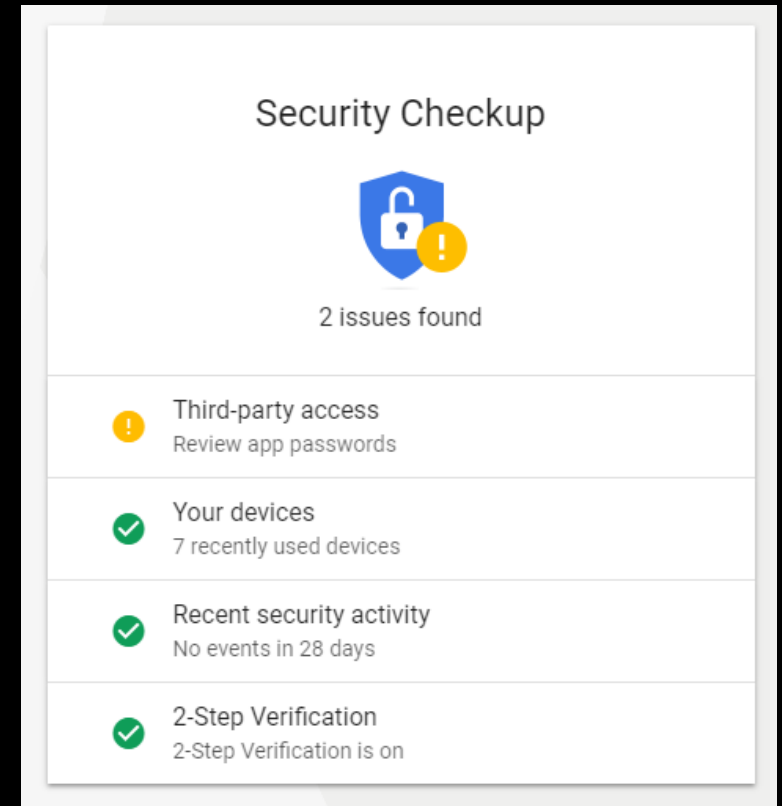 Security Checkup
2 issues found
Third-party access
Review app passwords
Your devices
7 recently used devices
Recent security activity
No events in 28 days
2-Step Verification
2-Step Verification is on